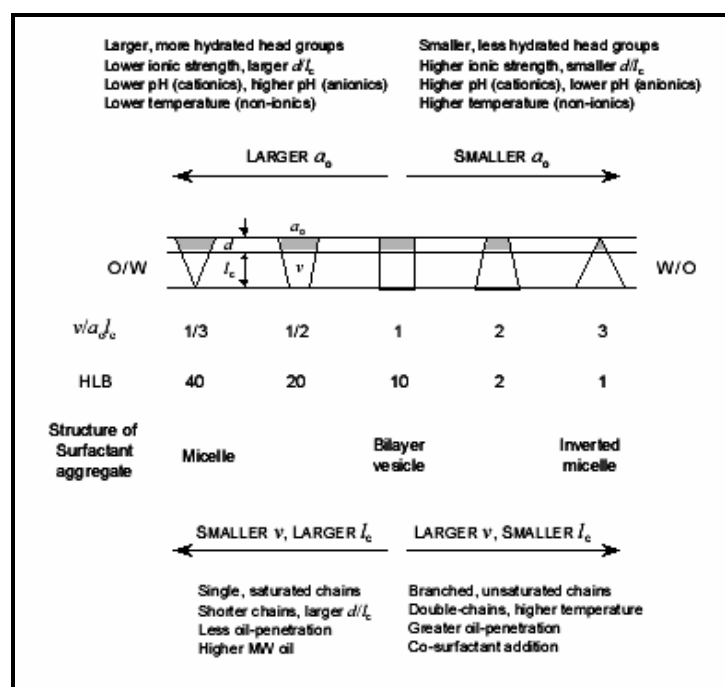 Larger, more hydrated head groups
Lower ionic strength, larger d/lc
Lower pH (cationics), higher pH (anionics)
Lower temperature (non-ionics)
Smaller, less hydrated head groups
Higher ionic strength, smaller d/lc
Higher pH (cationics), lower pH (anionics)
Higher temperature (non-ionics)
LARGER ao
SMALLER ao
ao
d
O/W
lc
v
W/O
v/aolc 1/3 1/2 1 2 3
HLB 40 20 10 2 1
Structure of
Surfactant
aggregate
Micelle
Bilayer
vesicle
Inverted
micelle
SMALLER v, LARGER lc
LARGER v, SMALLER lc
Single, saturated chains
Shorter chains, larger d/lc
Less oil-penetration
Higher MW oil
Branched, unsaturated chains
Double-chains, higher temperature
Greater oil-penetration
Co-surfactant addition